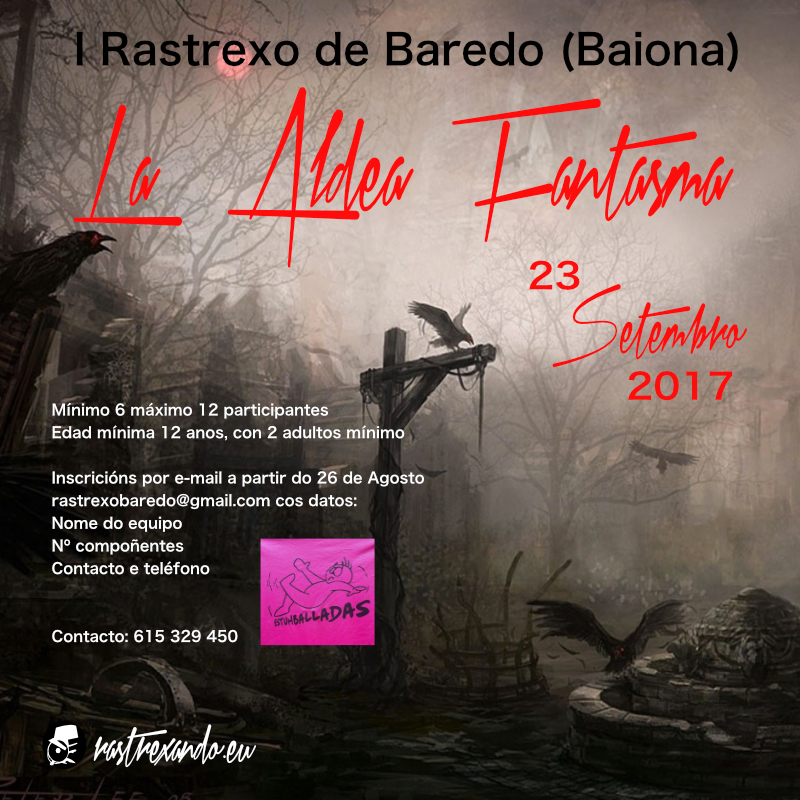 I Rastrexo de Baredo (Baiona)
La Aldea Fantasma
23
Setembro
2017
Mínimo 6 máximo 12 participantes
Edad mínima 12 anos, con 2 adultos mínimo
Inscricións por e-mail a partir do 26 de Agosto
rastrexobaredo@gmail.com cos datos:
Nome do equipo
Nº compoñentes
Contacto e teléfono
ESTUMBALLADAS
Contacto: 615 329 450
rastrexando.eu